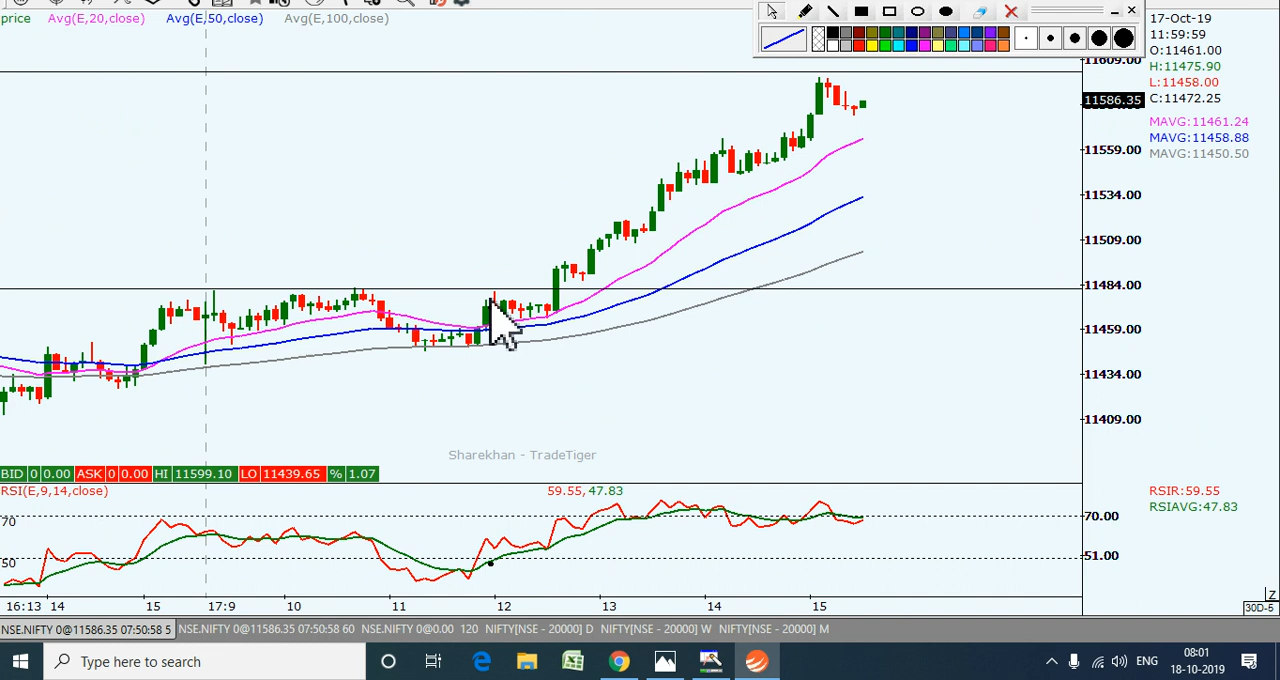 price Avg(E,20,close) Avg(E,50,close) Avg(E,100,close)
17-Oct-19
11:59:59
O:11461.00
H:11475.90
L:11458.00
C:11472.25
MAVG:11461.24
MAVG:11458.88
MAVG:11450.50
11609.00
11586.35
11559.00
11534.00
11509.00
11484.00
11459.00
11434.00
11409.00
Sharekhan - TradeTiger
BID 0 0.00 ASK 0 0.00 HI 11599.10 LO 11439.65 % 1.07
RSI(E,9,14,close) 59.55, 47.83
RSIR:59.55
RSIAVG:47.83
70 70.00
50 51.00
16:13 14 15 17:9 10 11 12 13 14 15
Z
30D-5
NSE.NIFTY 0@11586.35 07:50:58 5 NSE.NIFTY 0@11586.35 07:50:58 60 NSE.NIFTY 0@0.00 120 NIFTY[NSE - 20000] D NIFTY[NSE - 20000] W NIFTY[NSE - 20000] M
Type here to search
ENG
08:01
18-10-2019